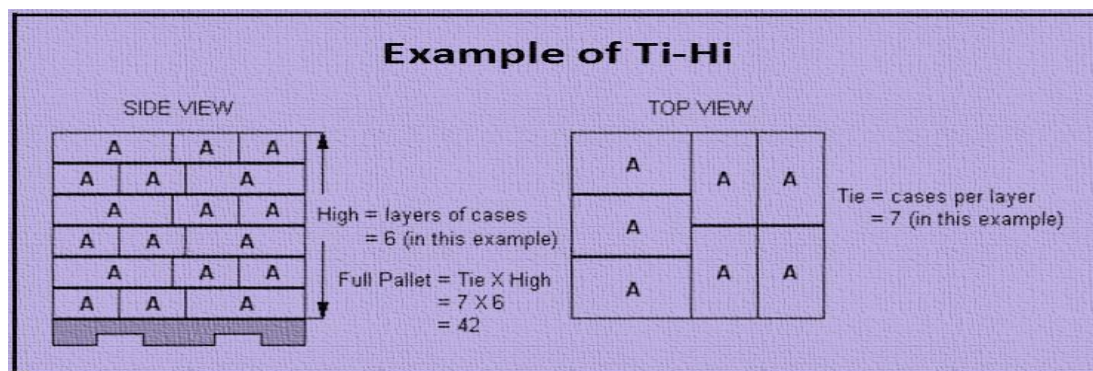 Example of Ti-Hi
SIDE VIEW
A A A
A A A
A A A
A A A
A A A
A A A
High = layers of cases
= 6 (in this example)
Full Pallet = Tie X High
= 7 X 6
= 42
TOP VIEW
A A A
A
A A A
Tie = cases per layer
= 7 (in this example)